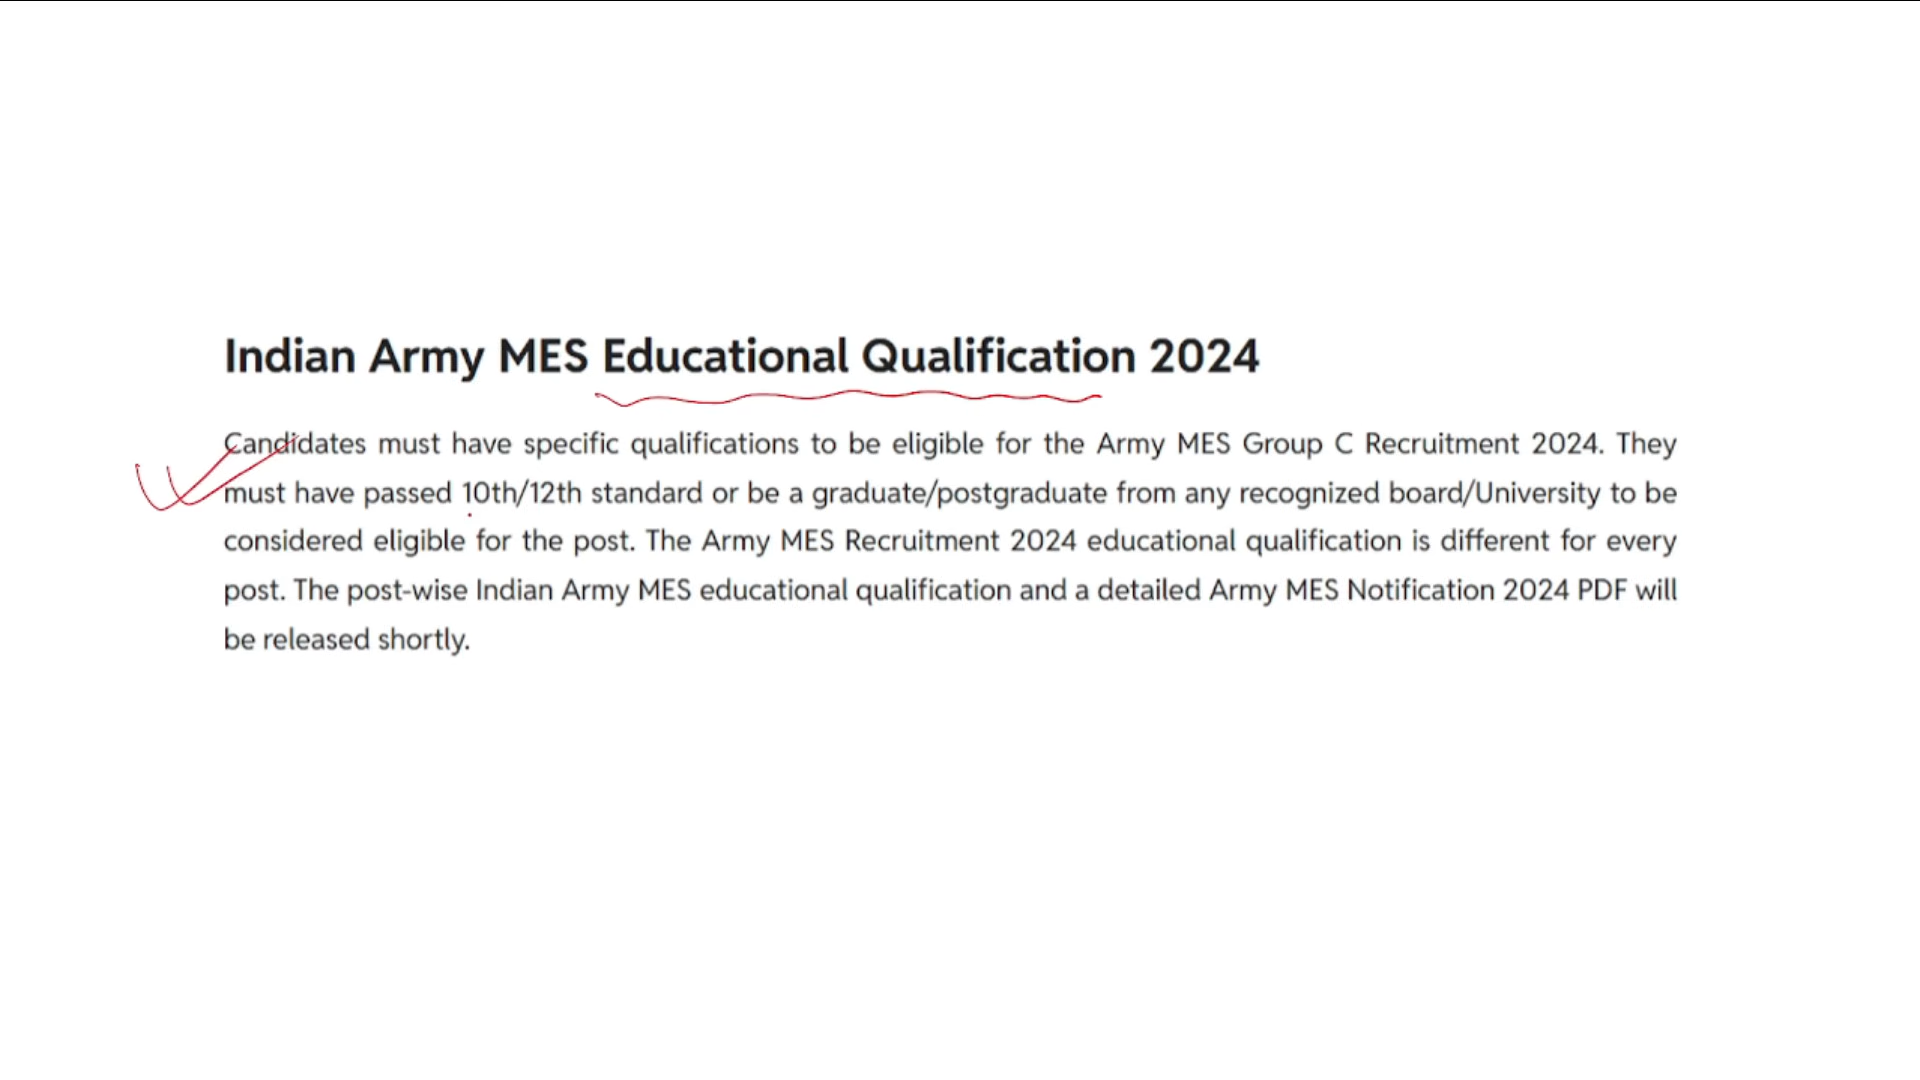 Indian Army MES Educational Qualification 2024
Candidates must have specific qualifications to be eligible for the Army MES Group C Recruitment 2024. They
must have passed 10th/12th standard or be a graduate/postgraduate from any recognized board/University to be
considered eligible for the post. The Army MES Recruitment 2024 educational qualification is different for every
post. The post-wise Indian Army MES educational qualification and a detailed Army MES Notification 2024 PDF will
be released shortly.